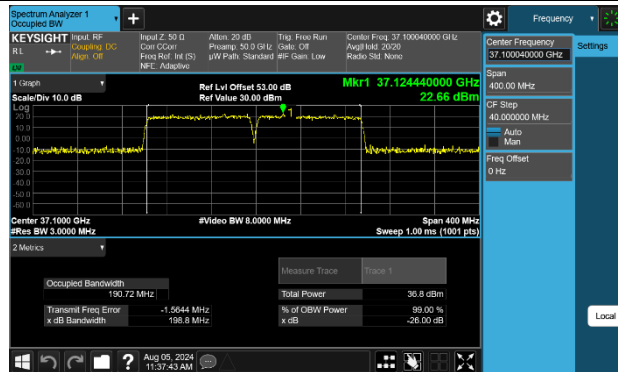 Spectrum Analyzer 1
Occupied BW
+
Frequency
KEYSIGHT Input: RF Input Z: 50 Ω Atten: 20 dB Trig: Free Run Center Freq: 37.100040000 GHz
RL Coupling: DC Corr CCorr Preamp: 50.0 GHz Gate: Off Avg|Hold: 20/20
Align: Off Freq Ref: Int (S) µW Path: Standard #IF Gain: Low Radio Std: None
NFE: Adaptive
LXI
Center Frequency
37.100040000 GHz
Settings
Span
400.00 MHz
CF Step
40.000000 MHz
Auto
Man
Freq Offset
0 Hz
Local
1 Graph
Ref Lvl Offset 53.00 dB
Mkr1 37.124440000 GHz
Scale/Div 10.0 dB
Ref Value 30.00 dBm
22.66 dBm
Log
20.0
10.0
0.00
-10.0
-20.0
-30.0
-40.0
-50.0
-60.0
1
Center 37.1000 GHz
#Video BW 8.0000 MHz
Span 400 MHz
#Res BW 3.0000 MHz
Sweep 1.00 ms (1001 pts)
2 Metrics
Measure Trace
Trace 1
Occupied Bandwidth
190.72 MHz
Total Power
36.8 dBm
Transmit Freq Error
-1.5644 MHz
% of OBW Power
99.00 %
x dB Bandwidth
198.8 MHz
x dB
-26.00 dB
?
Aug 05, 2024
11:37:43 AM